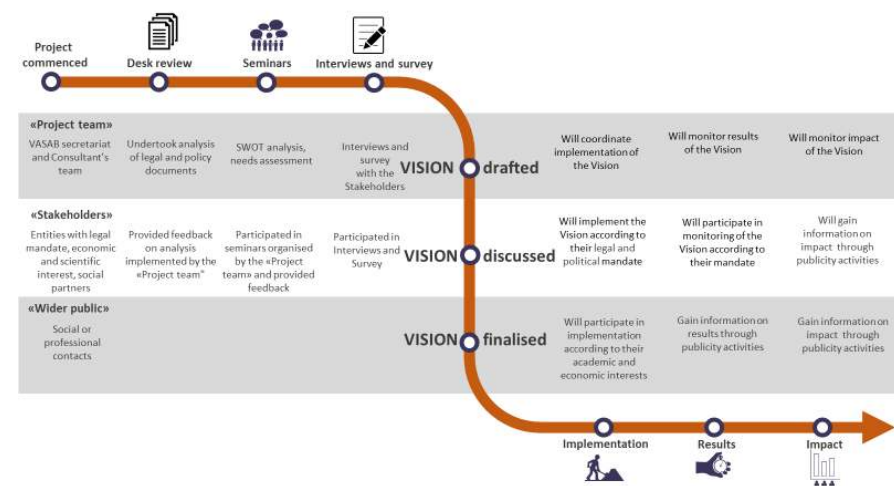 Project
commenced
Desk review
Seminars
Interviews and survey
«Project team»
VASAB secretariat
and Consultant's
team
Undertook analysis
of legal and policy
documents
SWOT analysis,
needs assessment
Interviews and
survey
with the
Stakeholders
VISION drafted
Will coordinate
implementation of
the Vision
Will monitor results
of the Vision
Will monitor impact
of the Vision
«Stakeholders»
Entities with legal
mandate, economic
and scientific
interest, social
partners
Provided feedback
on analysis
implemented by the
«Project team"
Participated in
seminars organised
by the «Project
team» and provided
feedback
Participated in
Interviews and
Survey
VISION discussed
Will implement the
Vision according to
their legal and
political mandate
Will participate in
monitoring of the
Vision according to
their mandate
Will gain
information on
impact through
publicity activities
«Wider public»
Social or
professional
contacts
VISION finalised
Will participate in
implementation
according to their
academic and
economic interests
Gain information on
results through
publicity activities
Gain information on
impact through
publicity activities
Implementation
Results
Impact